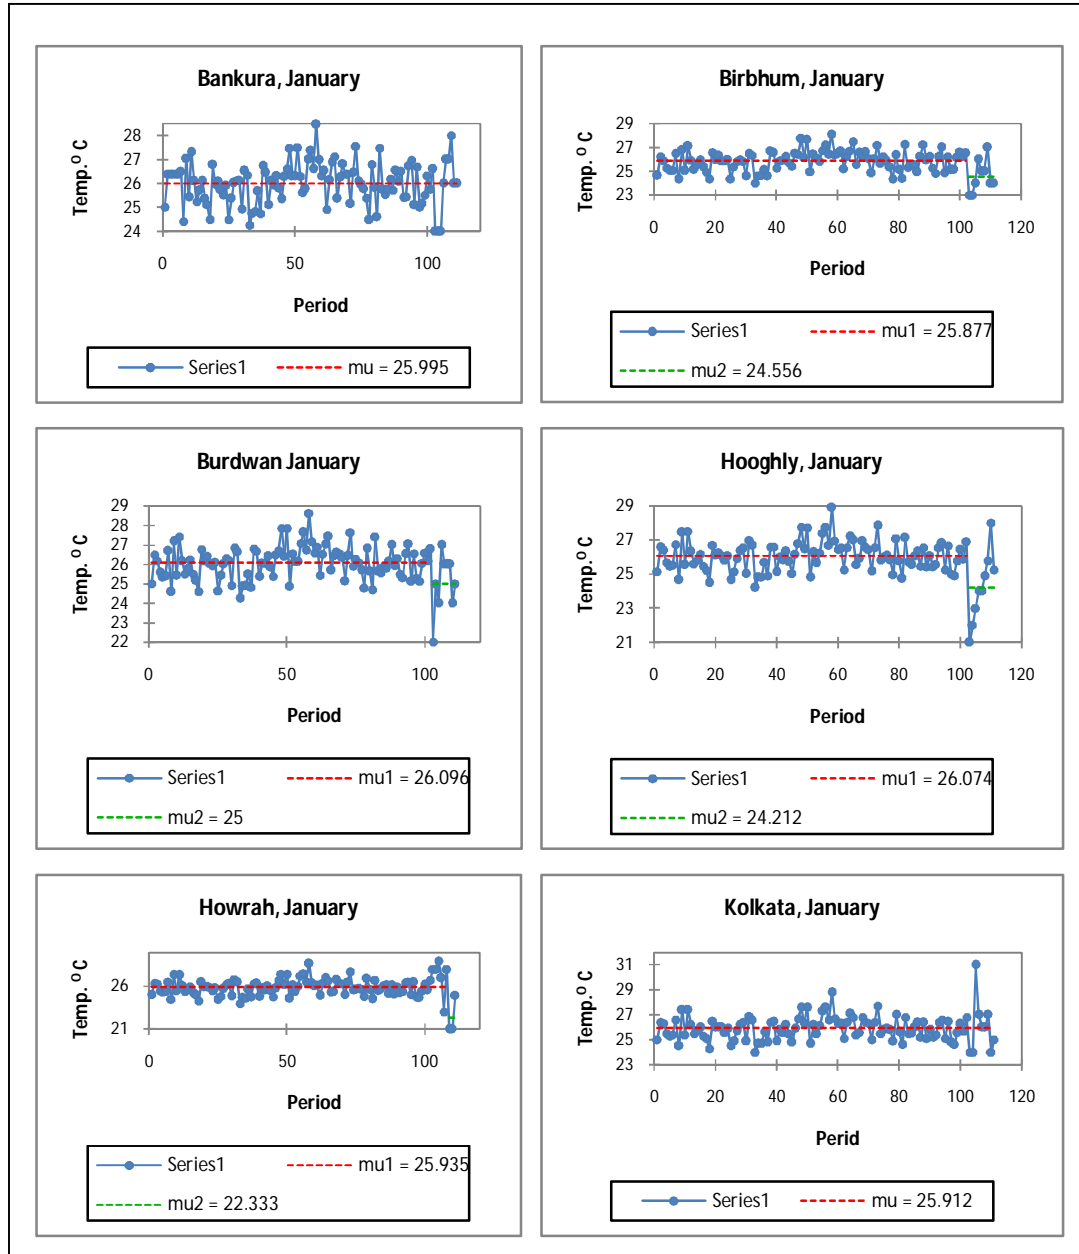 Bankura, January
Temp.⁰ C
28
27
26
25
24
0 50 100
Period
Series1 mu = 25.995
Birbhum, January
Temp.⁰ C
29
27
25
23
0 20 40 60 80 100 120
Period
Series1 mu1 = 25.877
mu2 = 24.556
Burdwan January
Temp. ⁰ C
29
28
27
26
25
24
23
22
0 50 100
Period
Series1 mu1 = 26.096
mu2 = 25
Hooghly, January
Temp. ⁰ C
29
27
25
23
21
0 20 40 60 80 100 120
Period
Series1 mu1 = 26.074
mu2 = 24.212
Howrah, January
Temp. ⁰ C
26
21
0 50 100
Period
Series1 mu1 = 25.935
mu2 = 22.333
Kolkata, January
Temp. ⁰ C
31
29
27
25
23
0 20 40 60 80 100 120
Perid
Series1 mu = 25.912